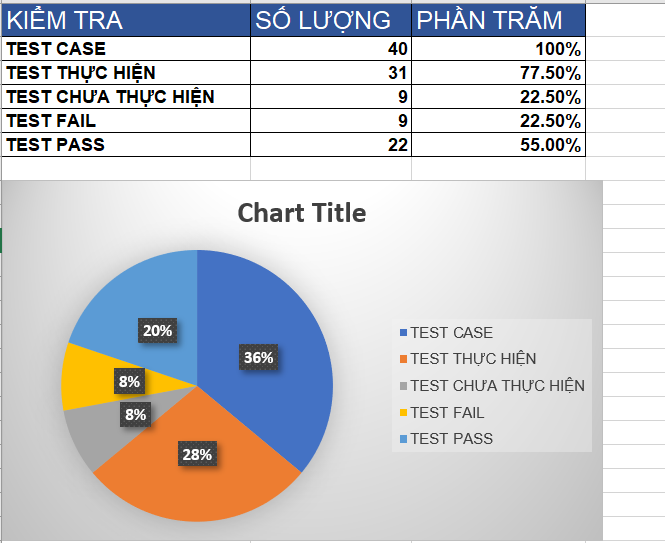 KIỂM TRA SỐ LƯỢNG PHẦN TRĂM
TEST CASE 40 100%
TEST THỰC HIỆN 31 77.50%
TEST CHƯA THỰC HIỆN 9 22.50%
TEST FAIL 9 22.50%
TEST PASS 22 55.00%
Chart Title
20%
36%
8%
8%
28%
TEST CASE
TEST THỰC HIỆN
TEST CHƯA THỰC HIỆN
TEST FAIL
TEST PASS